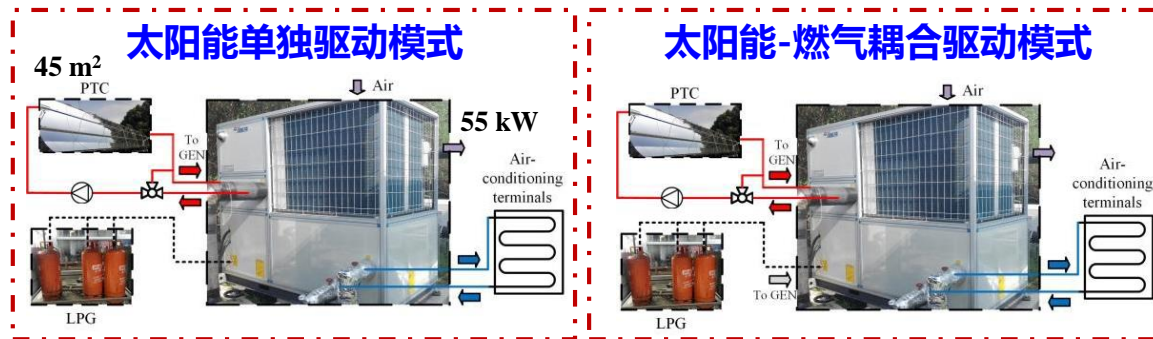 太阳能单独驱动模式
45 m²
PTC
Air
55 kW
To
GEN
Air-
conditioning
terminals
LPG
太阳能-燃气耦合驱动模式
PTC
Air
To
GEN
Air-
conditioning
terminals
To GEN
LPG